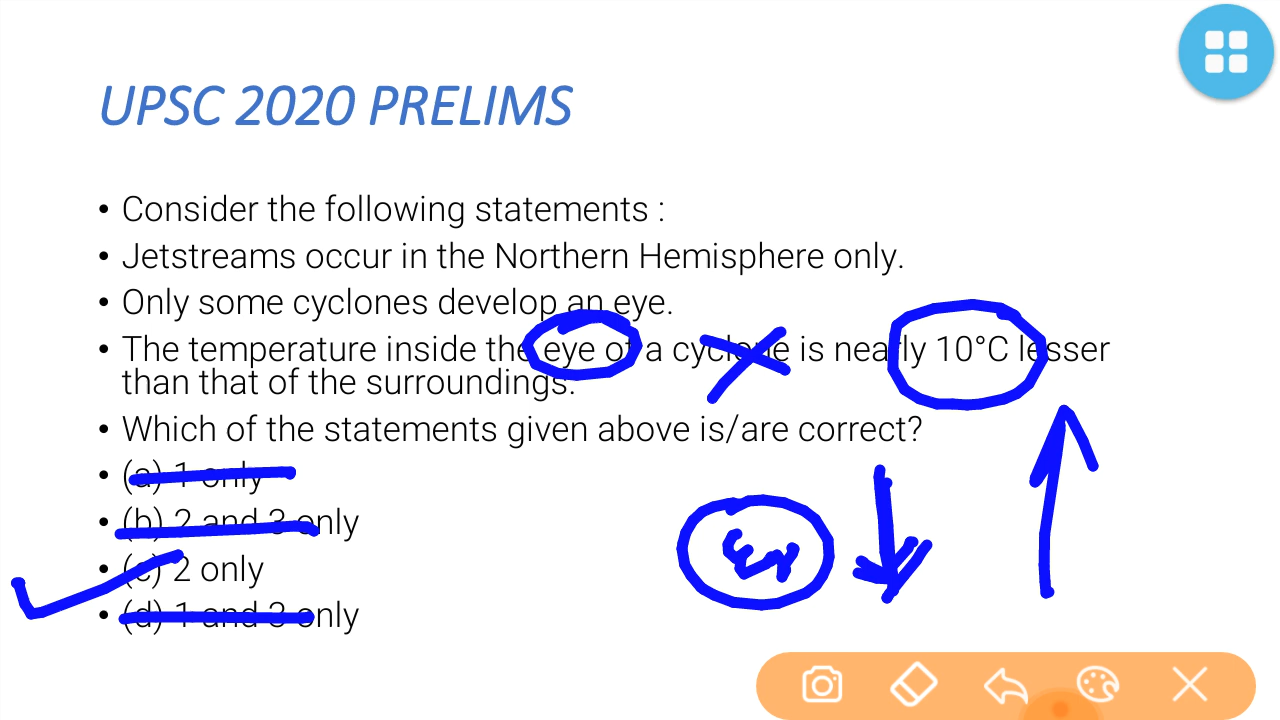 UPSC 2020 PRELIMS
• Consider the following statements :
• Jetstreams occur in the Northern Hemisphere only.
• Only some cyclones develop an eye.
• The temperature inside the eye of a cyclone is nearly 10°C lesser
than that of the surroundings.
• Which of the statements given above is/are correct?
• (a) 1 only
• (b) 2 and 3 only
• (c) 2 only
• (d) 1 and 3 only